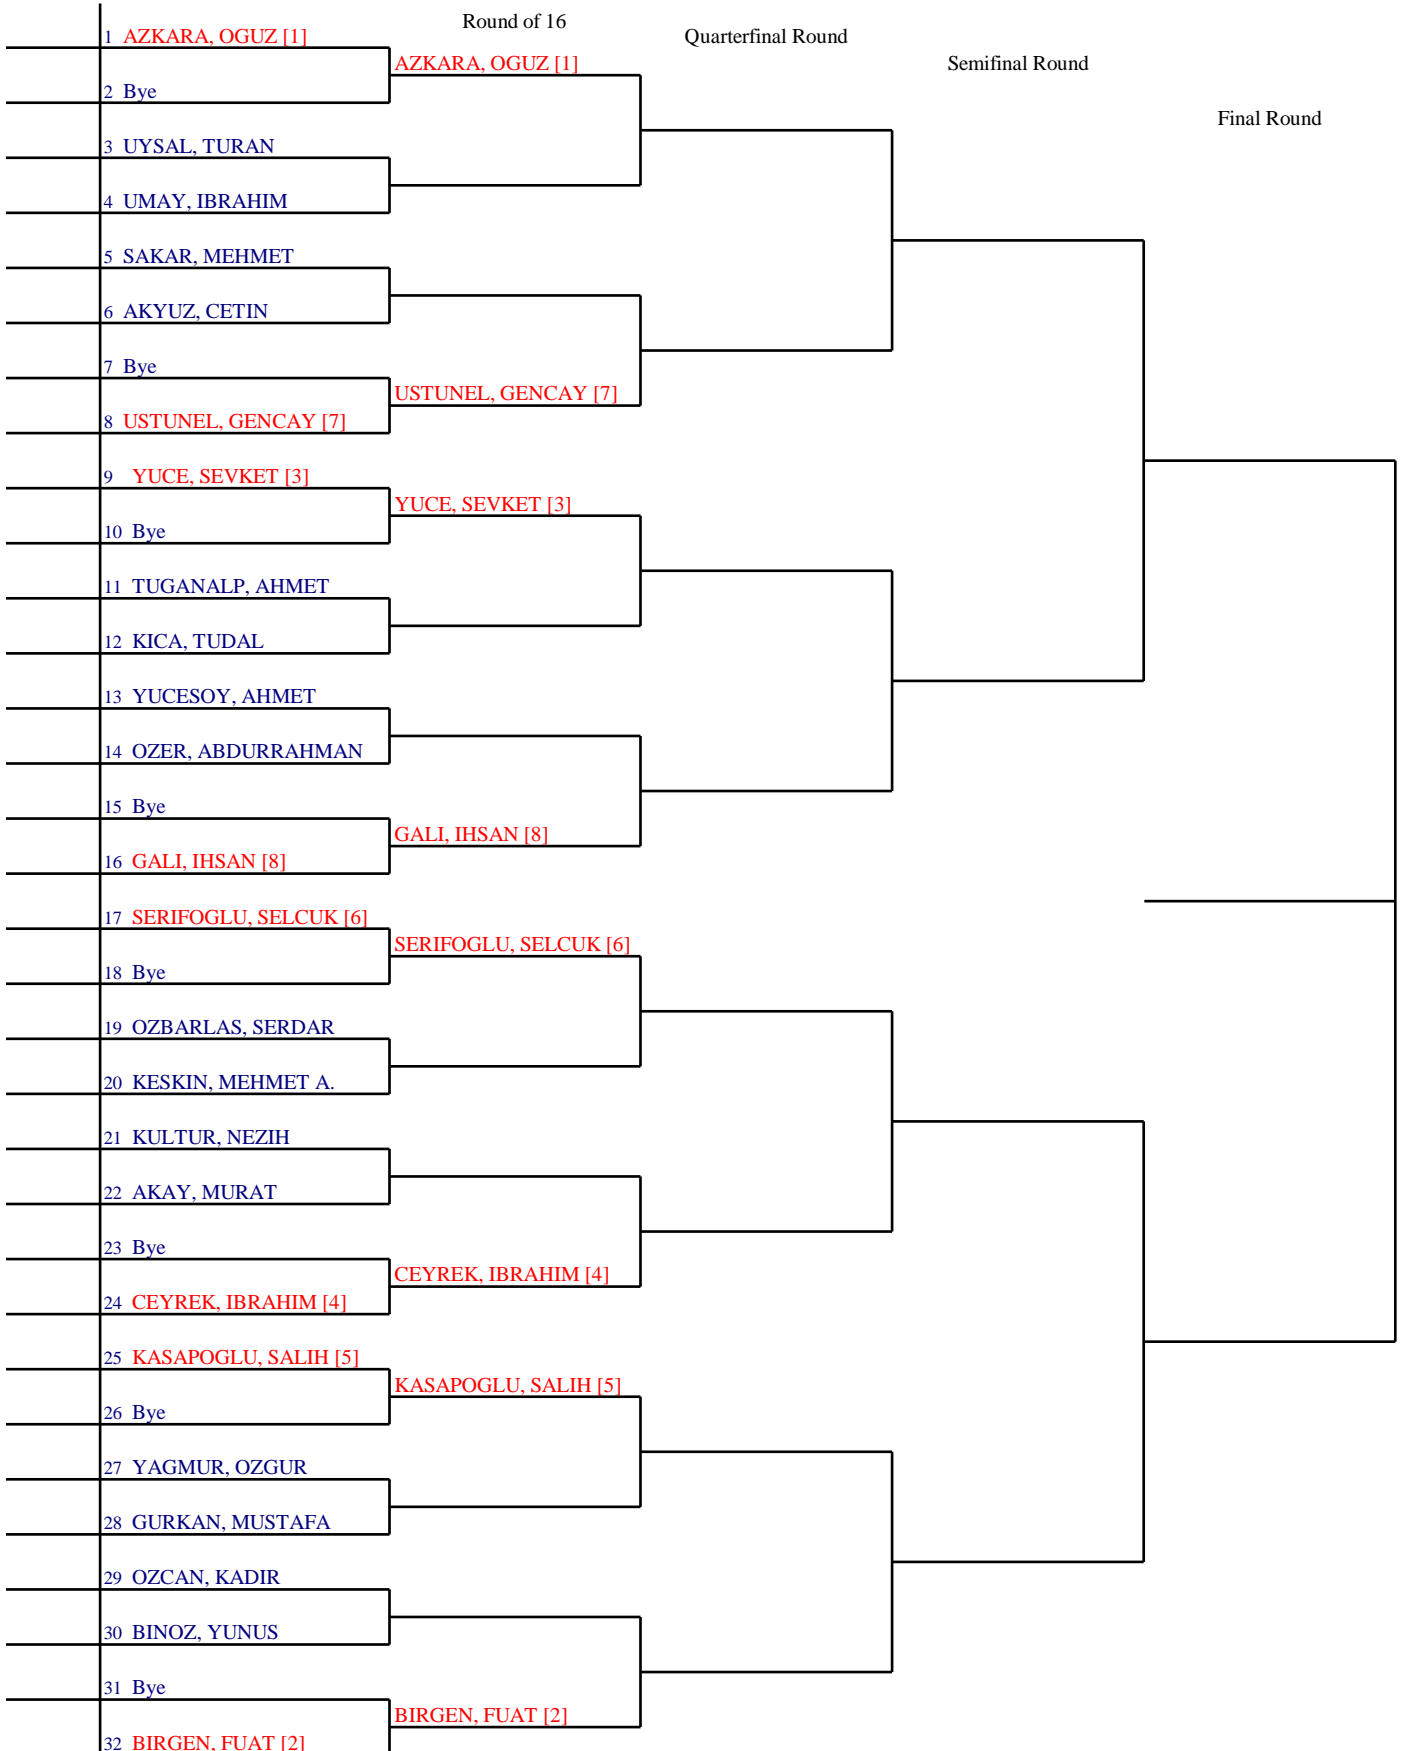 Round of 16
Quarterfinal Round
Semifinal Round
Final Round
1 AZKARA, OGUZ [1]
AZKARA, OGUZ [1]
2 Bye
3 UYSAL, TURAN
4 UMAY, IBRAHIM
5 SAKAR, MEHMET
6 AKYUZ, CETIN
7 Bye
USTUNEL, GENCAY [7]
8 USTUNEL, GENCAY [7]
9 YUCE, SEVKET [3]
YUCE, SEVKET [3]
10 Bye
11 TUGANALP, AHMET
12 KICA, TUDAL
13 YUCESOY, AHMET
14 OZER, ABDURRAHMAN
15 Bye
GALI, IHSAN [8]
16 GALI, IHSAN [8]
17 SERIFOGLU, SELCUK [6]
SERIFOGLU, SELCUK [6]
18 Bye
19 OZBARLAS, SERDAR
20 KESKIN, MEHMET A.
21 KULTUR, NEZIH
22 AKAY, MURAT
23 Bye
CEYREK, IBRAHIM [4]
24 CEYREK, IBRAHIM [4]
25 KASAPOGLU, SALIH [5]
KASAPOGLU, SALIH [5]
26 Bye
27 YAGMUR, OZGUR
28 GURKAN, MUSTAFA
29 OZCAN, KADIR
30 BINOZ, YUNUS
31 Bye
BIRGEN, FUAT [2]
32 BIRGEN, FUAT [2]